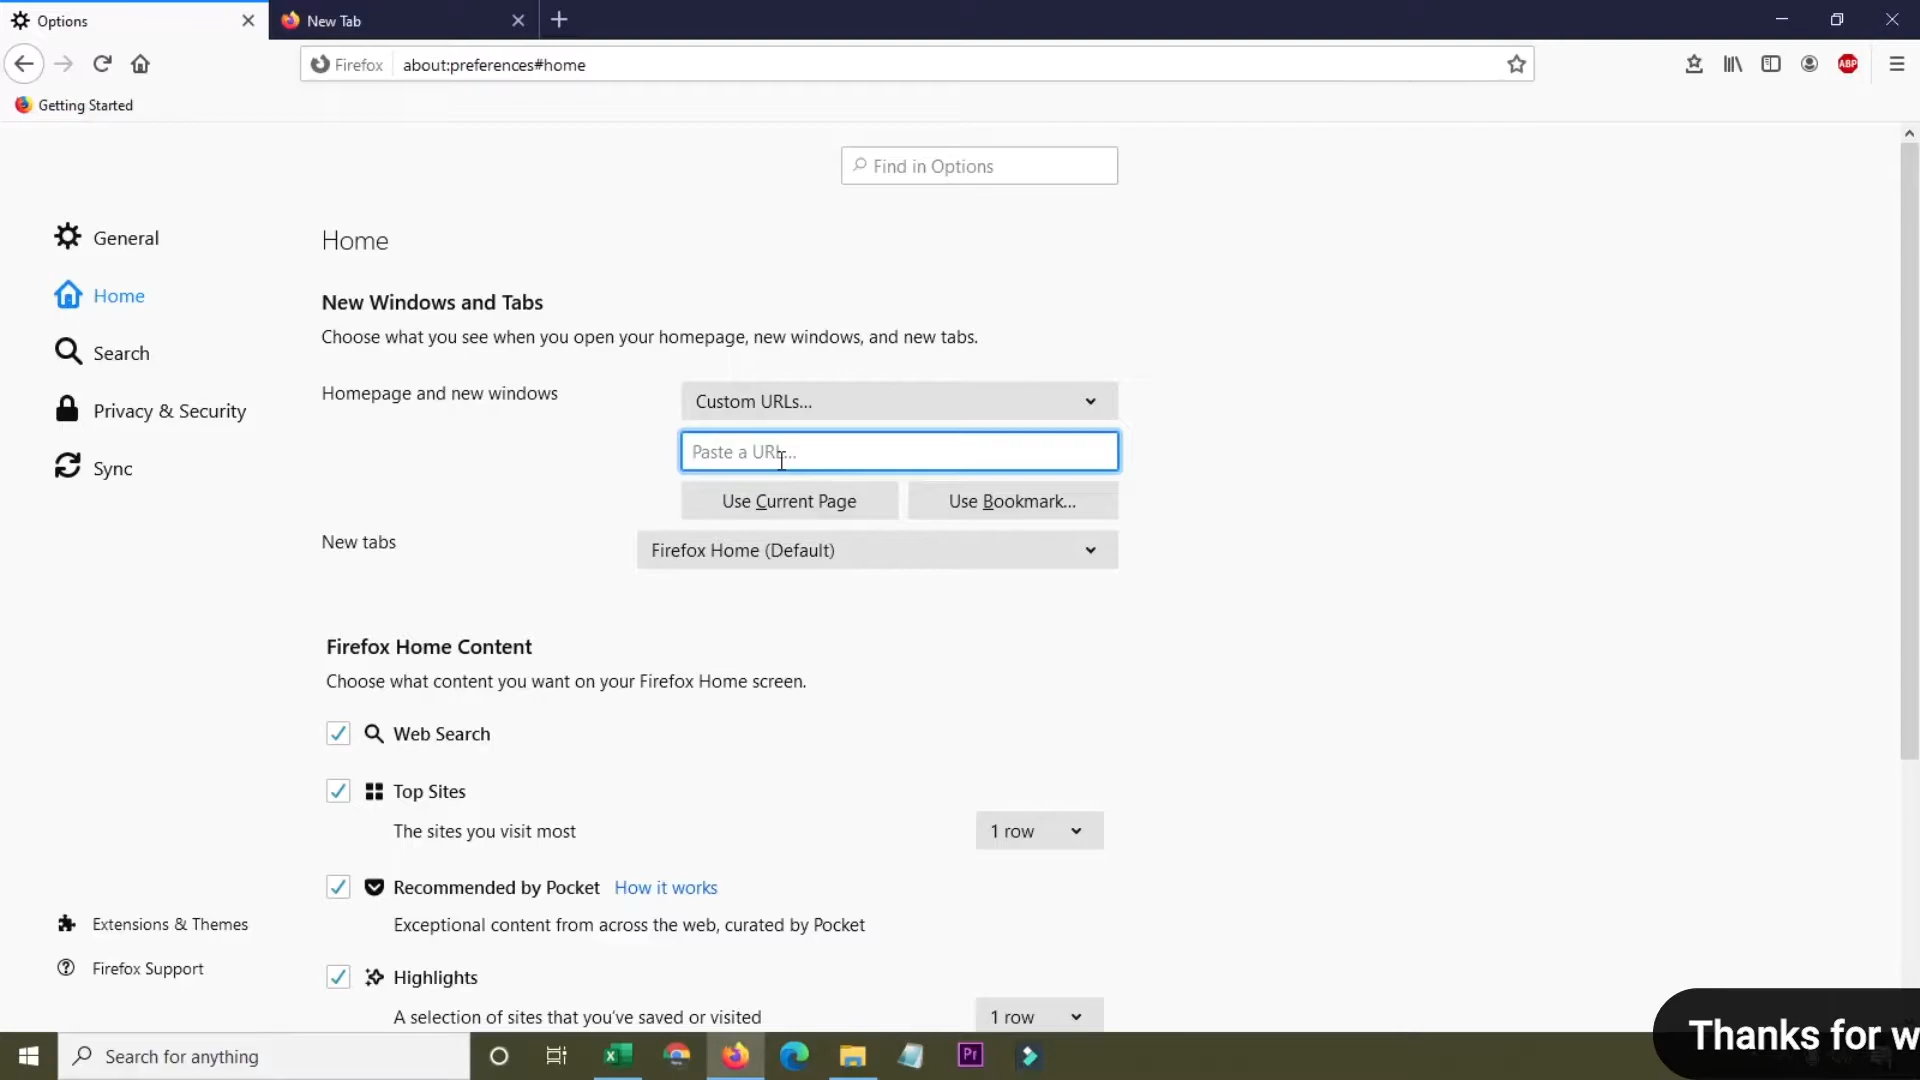 Options
New Tab
Firefox
about:preferences#home
ABP
Getting Started
Find in Options
General
Home
Search
Privacy & Security
Sync
Extensions & Themes
Firefox Support
Home
New Windows and Tabs
Choose what you see when you open your homepage, new windows, and new tabs.
Homepage and new windows
Custom URLs...
Paste a URL...
Use Current Page
Use Bookmark...
New tabs
Firefox Home (Default)
Firefox Home Content
Choose what content you want on your Firefox Home screen.
Web Search
Top Sites
The sites you visit most
1 row
Recommended by Pocket How it works
Exceptional content from across the web, curated by Pocket
Highlights
A selection of sites that you've saved or visited
1 row
Thanks for w
Search for anything
Pr